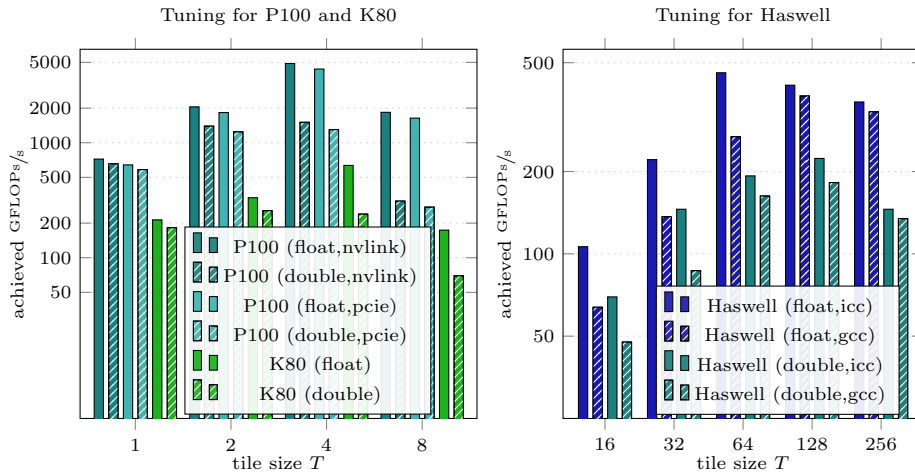 Tuning for P100 and K80
achieved GFLOPs/s
5000
2000
1000
500
200
100
50
P100 (float,nvlink)
P100 (double,nvlink)
P100 (float,pcie)
P100 (double,pcie)
K80 (float)
K80 (double)
1 2 4 8
tile size T
Tuning for Haswell
achieved GFLOPs/s
500
200
100
50
Haswell (float,icc)
Haswell (float,gcc)
Haswell (double,icc)
Haswell (double,gcc)
16 32 64 128 256
tile size T